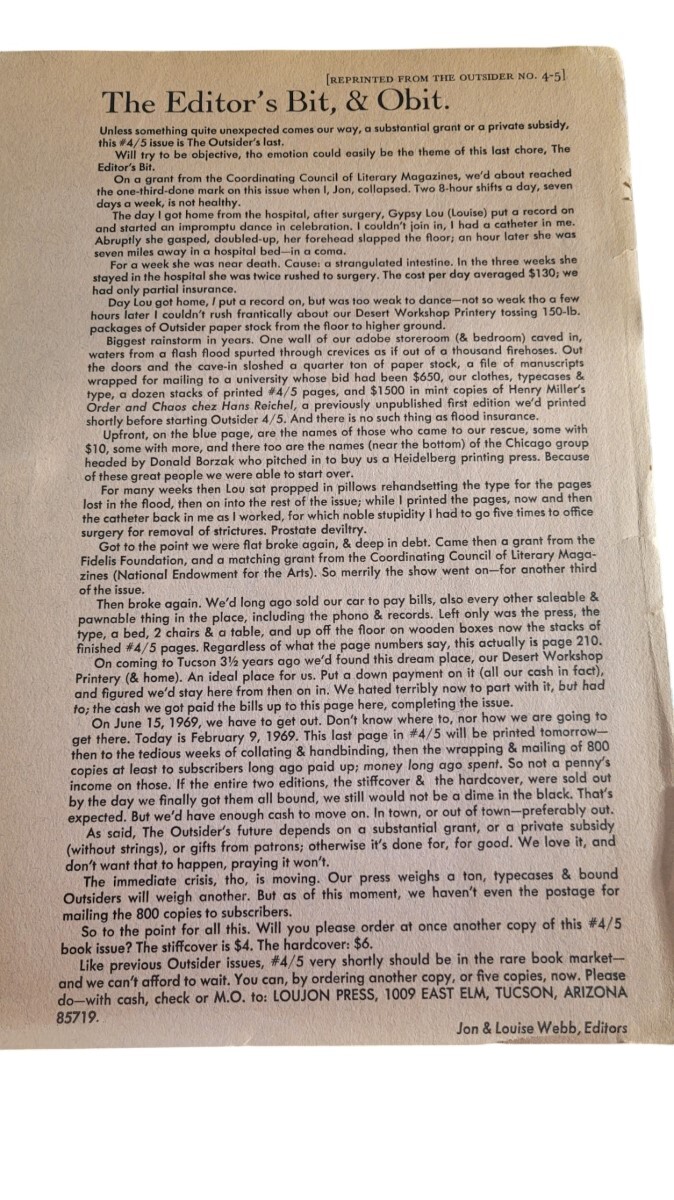 [REPRINTED FROM THE OUTSIDER NO. 4-5]
The Editor's Bit, & Obit.
Unless something quite unexpected comes our way, a substantial grant or a private subsidy,
this #4/5 issue is The Outsider's last.
Will try to be objective, tho emotion could easily be the theme of this last chore, The
Editor's Bit.
On a grant from the Coordinating Council of Literary Magazines, we'd about reached
the one-third-done mark on this issue when I, Jon, collapsed. Two 8-hour shifts a day, seven
days a week, is not healthy.
The day I got home from the hospital, after surgery, Gypsy Lou (Louise) put a record on
and started an impromptu dance in celebration. I couldn't join in, I had a catheter in me.
Abruptly she gasped, doubled-up, her forehead slapped the floor; an hour later she was
seven miles away in a hospital bed—in a coma.
For a week she was near death. Cause: a strangulated intestine. In the three weeks she
stayed in the hospital she was twice rushed to surgery. The cost per day averaged $130; we
had only partial insurance.
Day Lou got home, I put a record on, but was too weak to dance—not so weak tho a few
hours later I couldn't rush frantically about our Desert Workshop Printery tossing 150-lb.
packages of Outsider paper stock from the floor to higher ground.
Biggest rainstorm in years. One wall of our adobe storeroom (& bedroom) caved in,
waters from a flash flood spurted through crevices as if out of a thousand firehoses. Out
the doors and the cave-in sloshed a quarter ton of paper stock, a file of manuscripts
wrapped for mailing to a university whose bid had been $650, our clothes, typecases &
type, a dozen stacks of printed #4/5 pages, and $1500 in mint copies of Henry Miller's
Order and Chaos chez Hans Reichel, a previously unpublished first edition we'd printed
shortly before starting Outsider 4/5. And there is no such thing as flood insurance.
Upfront, on the blue page, are the names of those who came to our rescue, some with
$10, some with more, and there too are the names (near the bottom) of the Chicago group
headed by Donald Borzak who pitched in to buy us a Heidelberg printing press. Because
of these great people we were able to start over.
For many weeks then Lou sat propped in pillows rehandsetting the type for the pages
lost in the flood, then on into the rest of the issue; while I printed the pages, now and then
the catheter back in me as I worked, for which noble stupidity I had to go five times to office
surgery for removal of strictures. Prostate deviltry.
Got to the point we were flat broke again, & deep in debt. Came then a grant from the
Fidelis Foundation, and a matching grant from the Coordinating Council of Literary Maga-
zines (National Endowment for the Arts). So merrily the show went on—for another third
of the issue.
Then broke again. We'd long ago sold our car to pay bills, also every other saleable &
pawnable thing in the place, including the phono & records. Left only was the press, the
type, a bed, 2 chairs & a table, and up off the floor on wooden boxes now the stacks of
finished #4/5 pages. Regardless of what the page numbers say, this actually is page 210.
On coming to Tucson 3½ years ago we'd found this dream place, our Desert Workshop
Printery (& home). An ideal place for us. Put a down payment on it (all our cash in fact),
and figured we'd stay here from then on in. We hated terribly now to part with it, but had
to; the cash we got paid the bills up to this page here, completing the issue.
On June 15, 1969, we have to get out. Don't know where to, nor how we are going to
get there. Today is February 9, 1969. This last page in #4/5 will be printed tomorrow—
then to the tedious weeks of collating & handbinding, then the wrapping & mailing of 800
copies at least to subscribers long ago paid up; money long ago spent. So not a penny's
income on those. If the entire two editions, the stiffcover & the hardcover, were sold out
by the day we finally got them all bound, we still would not be a dime in the black. That's
expected. But we'd have enough cash to move on. In town, or out of town—preferably out.
As said, The Outsider's future depends on a substantial grant, or a private subsidy
(without strings), or gifts from patrons; otherwise it's done for, for good. We love it, and
don't want that to happen, praying it won't.
The immediate crisis, tho, is moving. Our press weighs a ton, typecases & bound
Outsiders will weigh another. But as of this moment, we haven't even the postage for
mailing the 800 copies to subscribers.
So to the point for all this. Will you please order at once another copy of this #4/5
book issue? The stiffcover is $4. The hardcover: $6.
Like previous Outsider issues, #4/5 very shortly should be in the rare book market—
and we can't afford to wait. You can, by ordering another copy, or five copies, now. Please
do—with cash, check or M.O. to: LOUJON PRESS, 1009 EAST ELM, TUCSON, ARIZONA
85719.
Jon & Louise Webb, Editors